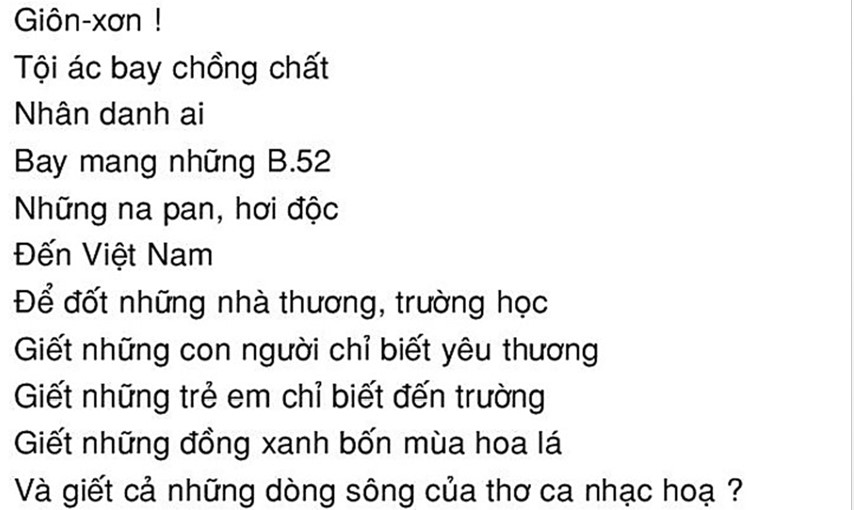 Giôn-xơn !
Tội ác bay chồng chất
Nhân danh ai
Bay mang những B.52
Những na pan, hơi độc
Đến Việt Nam
Để đốt những nhà thương, trường học
Giết những con người chỉ biết yêu thương
Giết những trẻ em chỉ biết đến trường
Giết những đồng xanh bốn mùa hoa lá
Và giết cả những dòng sông của thơ ca nhạc hoạ ?